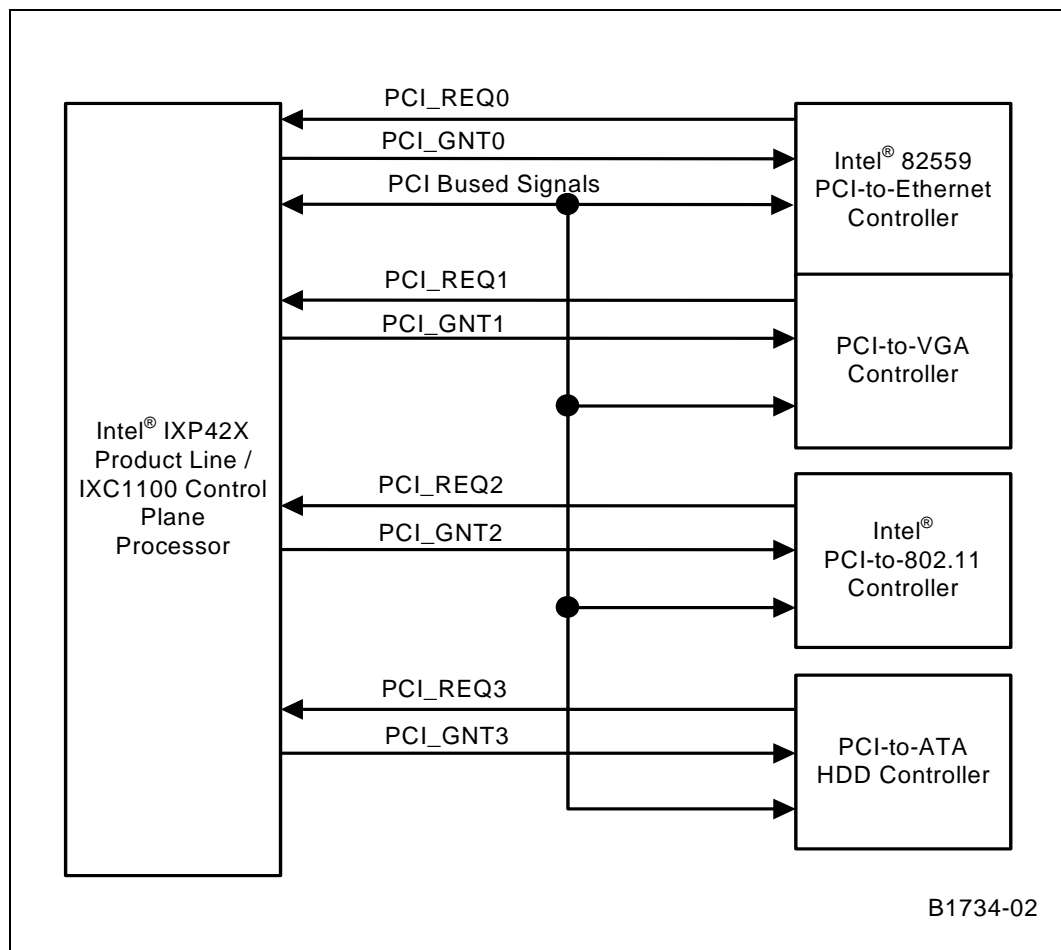 PCI_REQ0
PCI_GNT0
PCI Bused Signals
Intel® 82559
PCI-to-Ethernet
Controller
PCI_REQ1
PCI_GNT1
PCI-to-VGA
Controller
Intel® IXP42X
Product Line /
IXC1100 Control
Plane
Processor
PCI_REQ2
PCI_GNT2
Intel®
PCI-to-802.11
Controller
PCI_REQ3
PCI_GNT3
PCI-to-ATA
HDD Controller
B1734-02